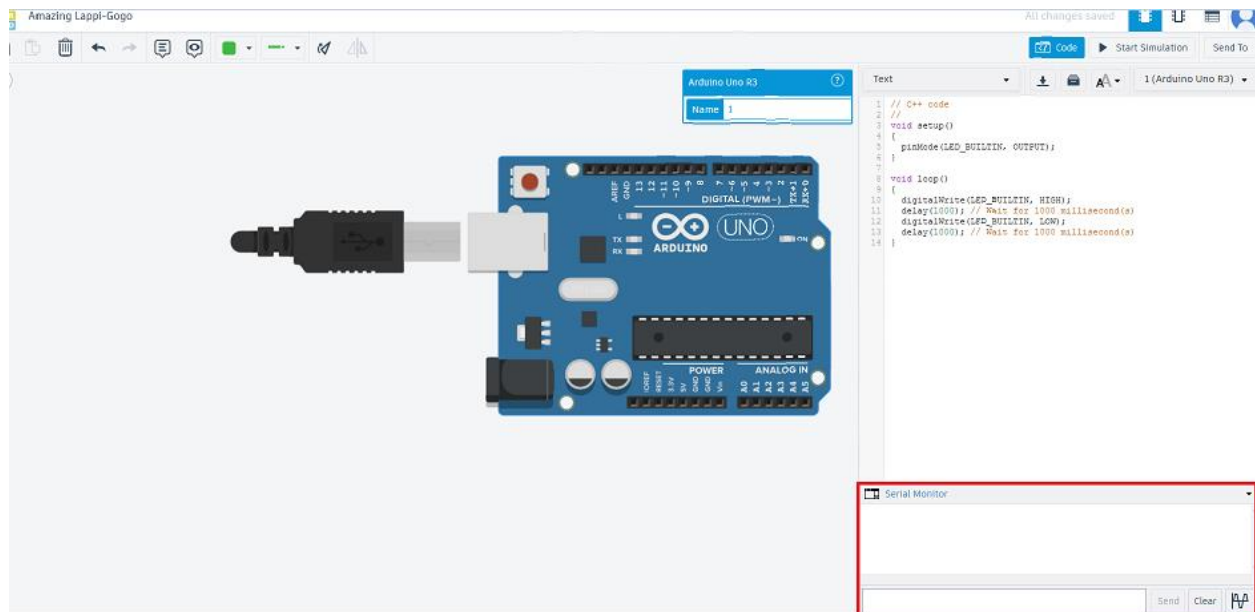 Amazing Lappi-Gogo
All changes saved
Code
Start Simulation
Send To
Arduino Uno R3
Name 1
Text
1 (Arduino Uno R3)
1 // C++ code
2 //
3 void setup()
4 {
5 pinMode(LED_BUILTIN, OUTPUT);
6 }
7
8 void loop()
9 {
10 digitalWrite(LED_BUILTIN, HIGH);
11 delay(1000); // Wait for 1000 millisecond(s)
12 digitalWrite(LED_BUILTIN, LOW);
13 delay(1000); // Wait for 1000 millisecond(s)
14 }
AREF GND 13 12 ~11 ~10 ~9 8 7 ~6 ~5 4 ~3 2 TX→1 RX←0
DIGITAL (PWM~)
L
TX
RX
UNO
ARDUINO
ON
POWER
ANALOG IN
IOREF RESET 3.3V 5V GND GND Vin A0 A1 A2 A3 A4 A5
Serial Monitor
Send
Clear